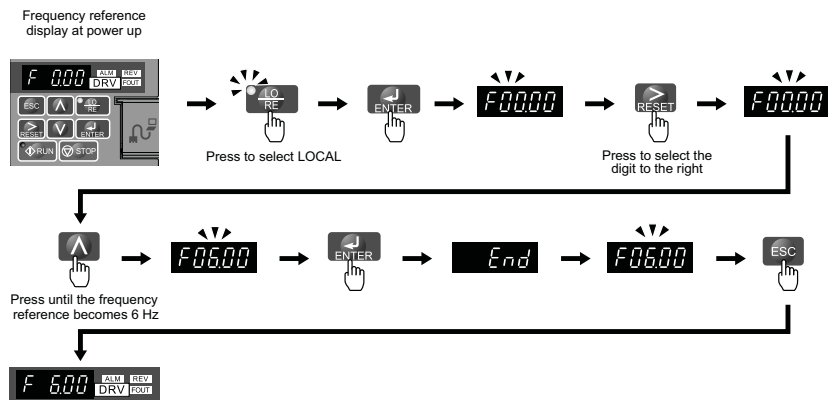 Frequency reference
display at power up
F 0.00
ALM REV
DRV FOUT
ESC
LO
RE
RESET
ENTER
RUN
STOP
LO
RE
Press to select LOCAL
ENTER
F00.00
RESET
Press to select the
digit to the right
F00.00
Press until the frequency
reference becomes 6 Hz
F06.00
ENTER
End
F06.00
ESC
F 6.00
ALM REV
DRV FOUT